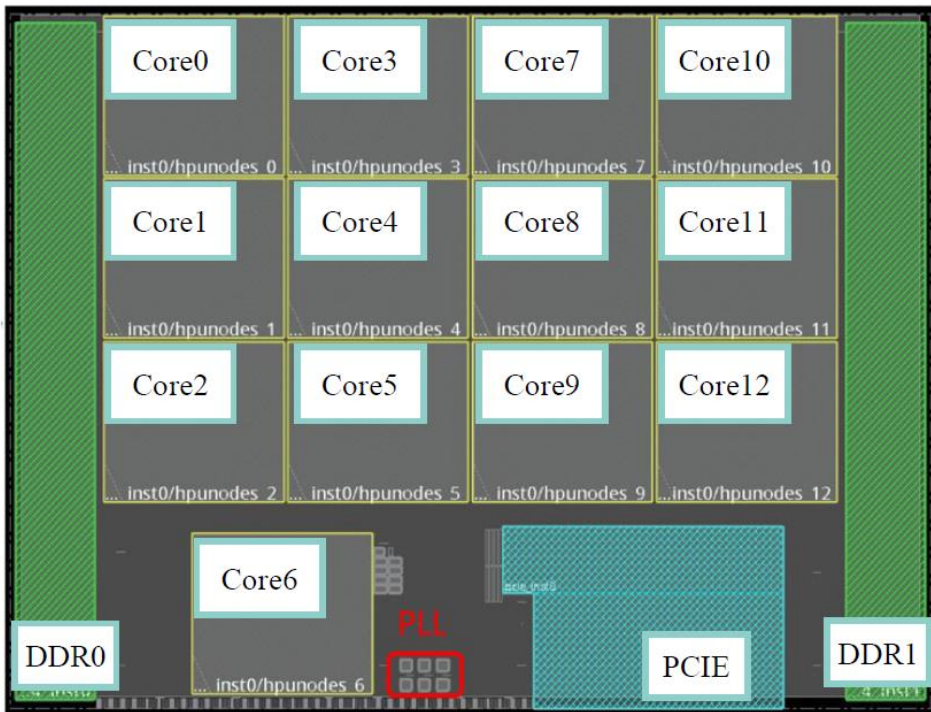 Core0
Core3
Core7
Core10
... inst0/hpunodes_0
... inst0/hpunodes_3
... inst0/hpunodes_7
...inst0/hpunodes_10
Core1
Core4
Core8
Core11
... inst0/hpunodes_1
... inst0/hpunodes_4
... inst0/hpunodes_8
...inst0/hpunodes_11
Core2
Core5
Core9
Core12
... inst0/hpunodes_2
... inst0/hpunodes_5
... inst0/hpunodes_9
...inst0/hpunodes_12
Core6
pcie_inst0
PLL
DDR0
PCIE
DDR1
... inst0/hpunodes_6